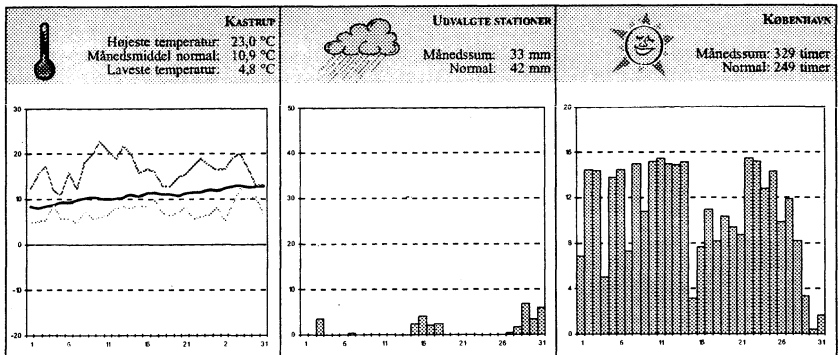 KASTRUP
Højeste temperatur: 23,0 °C
Månedsmiddel normal: 10,9 °C
Laveste temperatur: 4,8 °C
30
20
10
0
-10
-20
1 6 11 16 21 26 31
UDVALGTE STATIONER
Månedssum: 33 mm
Normal: 42 mm
50
40
30
20
10
0
1 6 11 16 21 26 31
KØBENHAVN
Månedssum: 329 timer
Normal: 249 timer
20
16
12
8
4
0
1 6 11 16 21 26 31